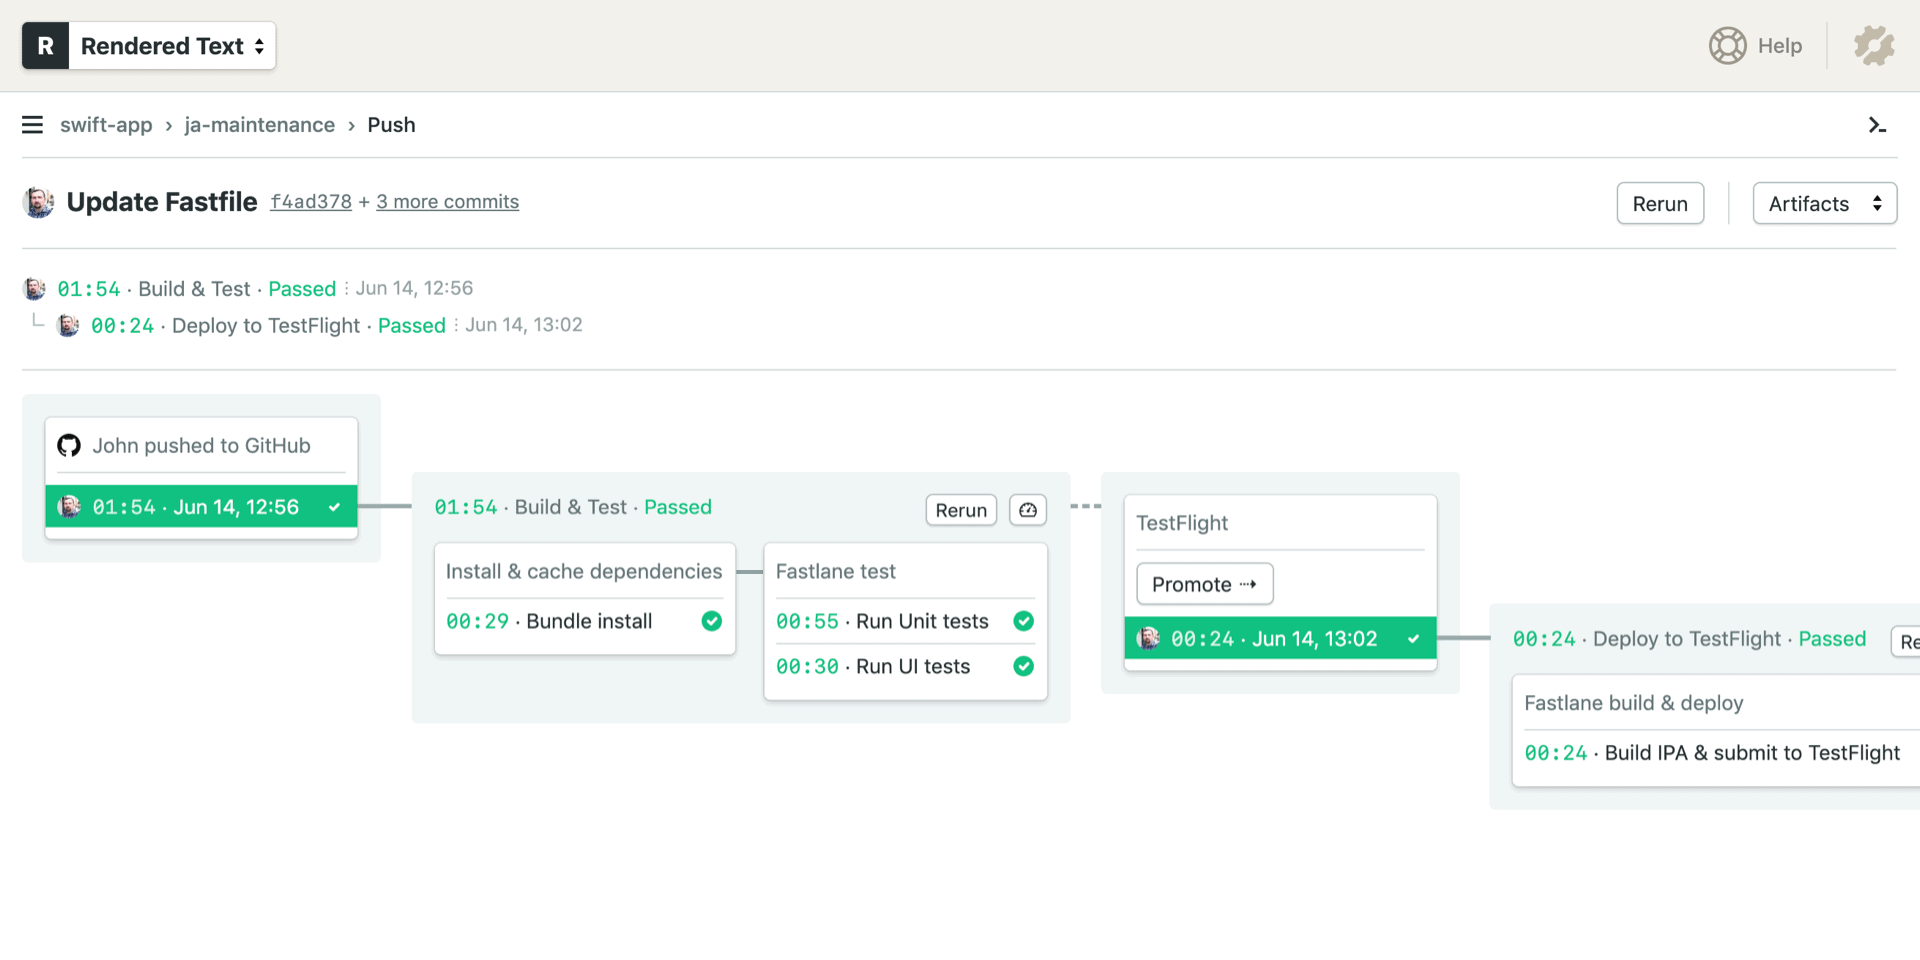 R Rendered Text
Help
swift-app › ja-maintenance › Push
Update Fastfile f4ad378 + 3 more commits
Rerun
Artifacts
01:54 · Build & Test · Passed Jun 14, 12:56
00:24 · Deploy to TestFlight · Passed Jun 14, 13:02
John pushed to GitHub
01:54 · Jun 14, 12:56
01:54 · Build & Test · Passed
Rerun
Install & cache dependencies
00:29 · Bundle install
Fastlane test
00:55 · Run Unit tests
00:30 · Run UI tests
TestFlight
Promote ⇢
00:24 · Jun 14, 13:02
00:24 · Deploy to TestFlight · Passed
Re
Fastlane build & deploy
00:24 · Build IPA & submit to TestFlight